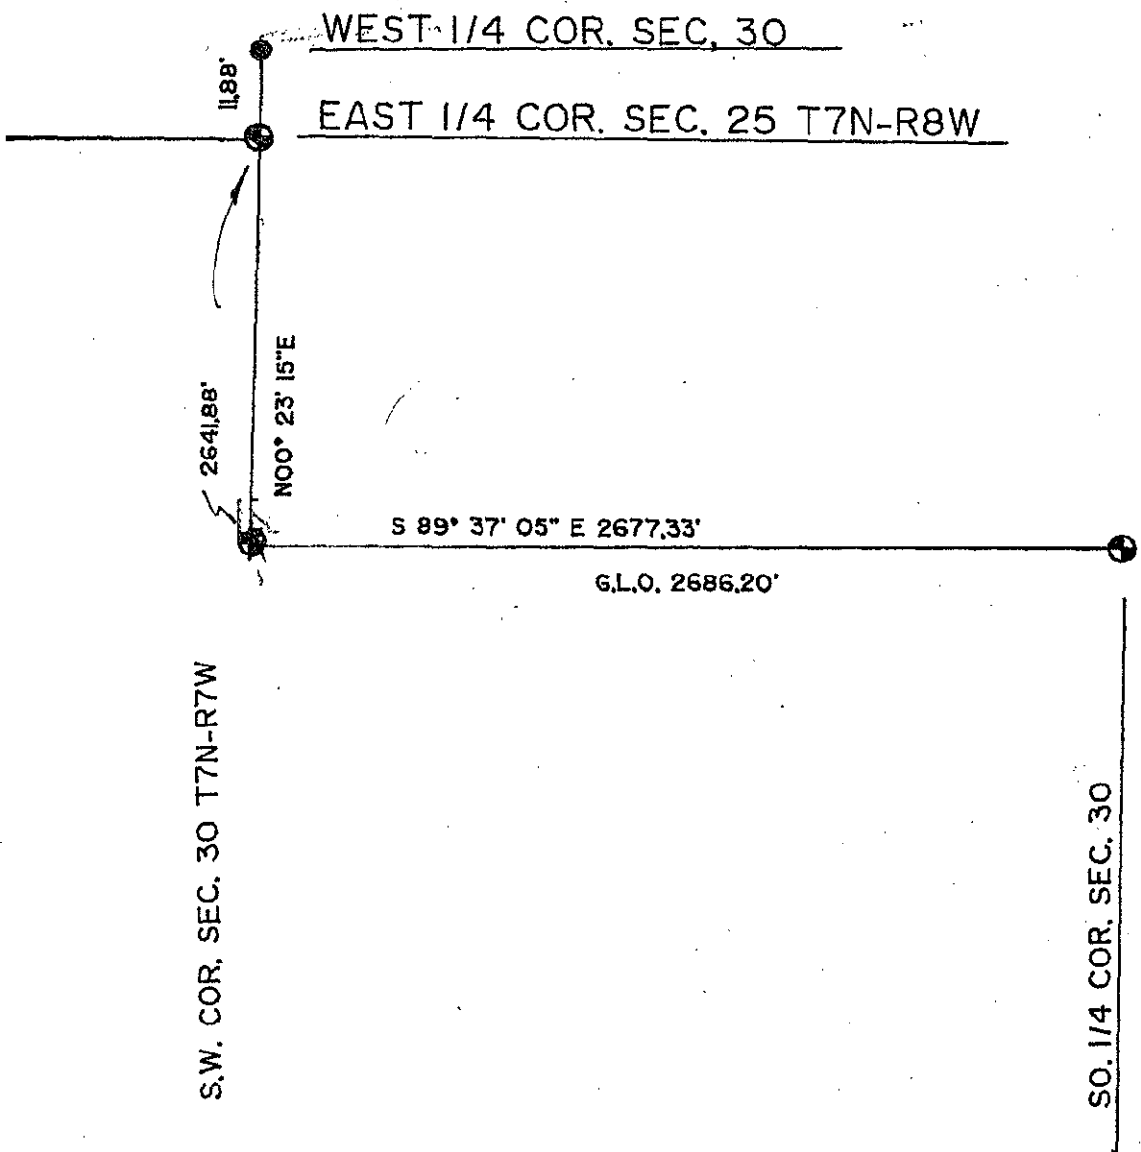 WEST 1/4 COR. SEC. 30
11.88'
EAST 1/4 COR. SEC. 25 T7N-R8W
2641.88'
N00° 23' 15"E
S 89° 37' 05" E 2677.33'
G.L.O. 2686.20'
S.W. COR. SEC. 30 T7N-R7W
SO. 1/4 COR. SEC. 30